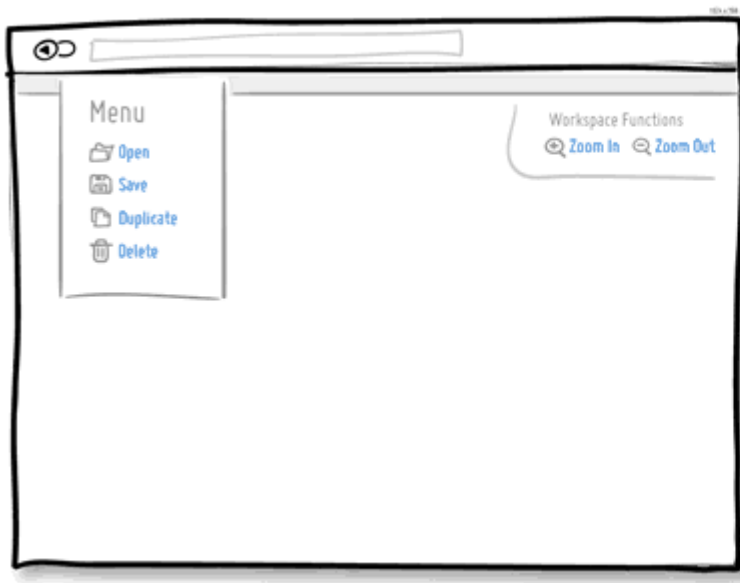 Menu
Open
Save
Duplicate
Delete
Workspace Functions
Zoom In Zoom Out